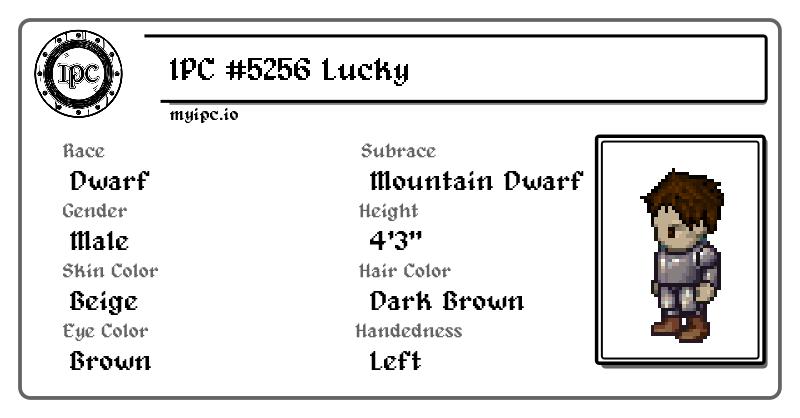 IPC
IPC #5256 Lucky
myipc.io
Race
Subrace
Dwarf
Mountain Dwarf
Gender
Height
Male
4'3"
Skin Color
Hair Color
Beige
Dark Brown
Eye Color
Handedness
Brown
Left